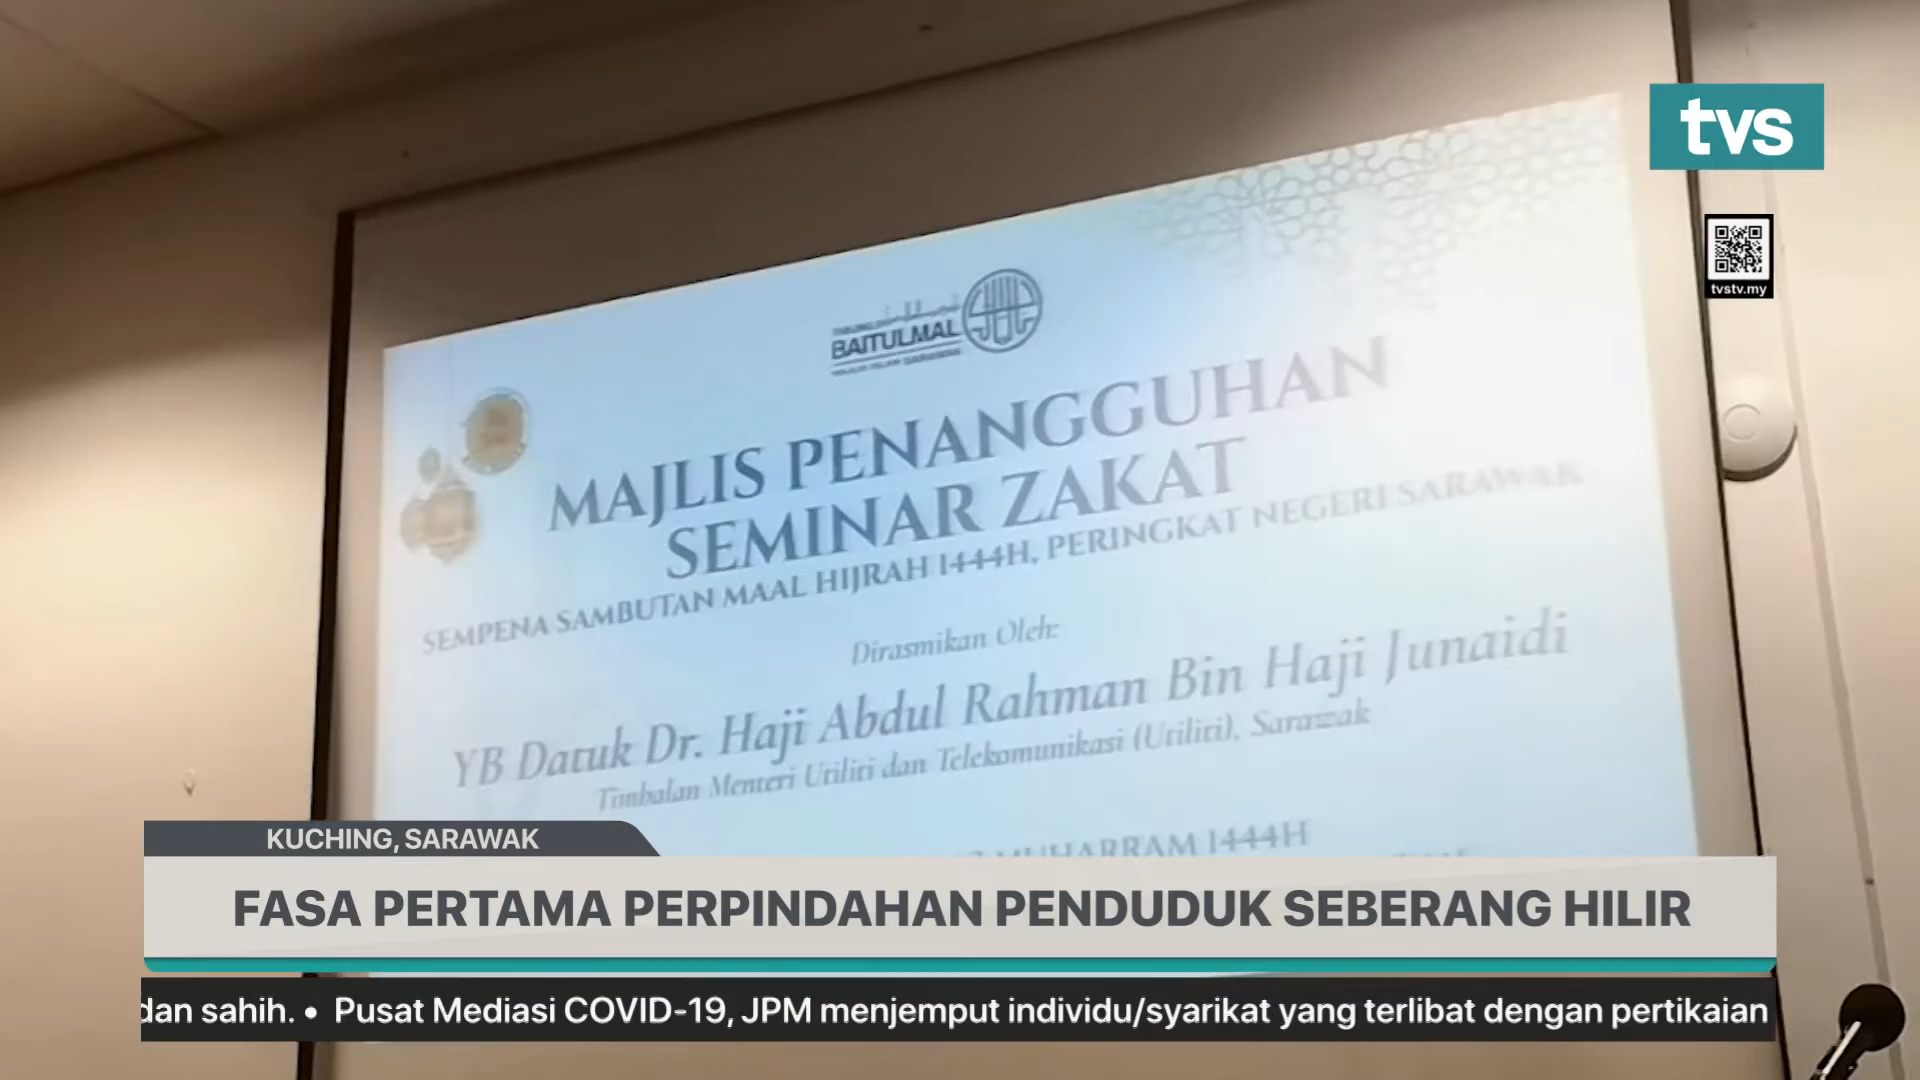 tvs
tvstv.my
BAITULMAL
MAJLIS PENANGGUHAN
SEMINAR ZAKAT
SEMPENA SAMBUTAN MAAL HIJRAH 1444H, PERINGKAT NEGERI SARAWAK
Dirasmikan Oleh:
YB Datuk Dr. Haji Abdul Rahman Bin Haji Junaidi
Timbalan Menteri Utiliti dan Telekomunikasi (Utiliti), Sarawak
MUHARRAM 1444H
KUCHING, SARAWAK
FASA PERTAMA PERPINDAHAN PENDUDUK SEBERANG HILIR
dan sahih. • Pusat Mediasi COVID-19, JPM menjemput individu/syarikat yang terlibat dengan pertikaian